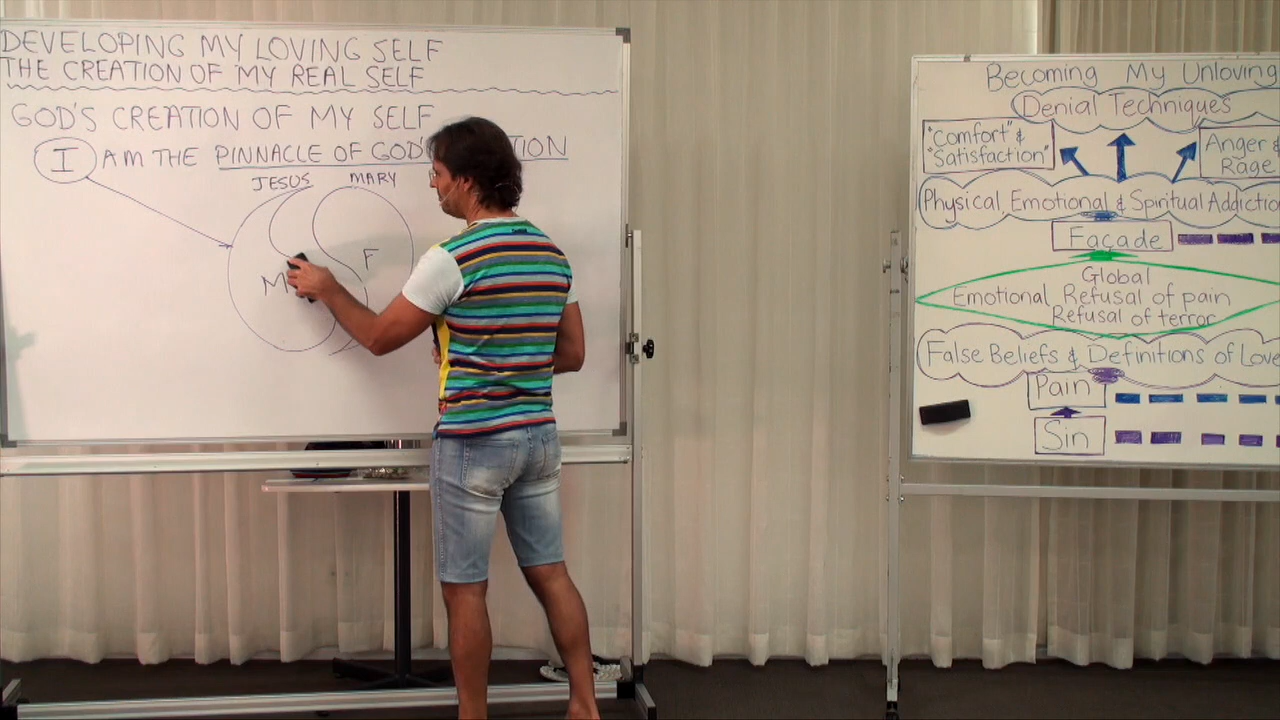 DEVELOPING MY LOVING SELF
THE CREATION OF MY REAL SELF
GOD'S CREATION OF MY SELF
I AM THE PINNACLE OF GOD'
JESUS MARY
M F
Becoming My Unloving
Denial Techniques
"Comfort" &
"Satisfaction"
Anger &
Rage
Physical, Emotional & Spiritual
Façade
Global
Emotional Refusal of pain
Refusal of terror
False Beliefs & Definitions of Love
Pain
Sin